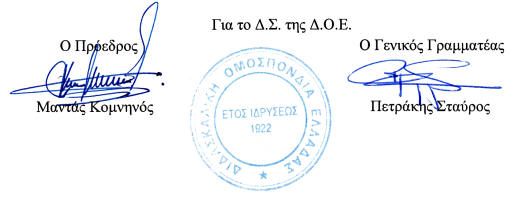 Για το Δ.Σ. της Δ.Ο.Ε.
Ο Πρόεδρος
Ο Γενικός Γραμματέας
Μαντάς Κομνηνός
Πετράκης Σταύρος
ΔΙΔΑΣΚΑΛΙΚΗ ΟΜΟΣΠΟΝΔΙΑ ΕΛΛΑΔΑΣ
ΕΤΟΣ ΙΔΡΥΣΕΩΣ
1922